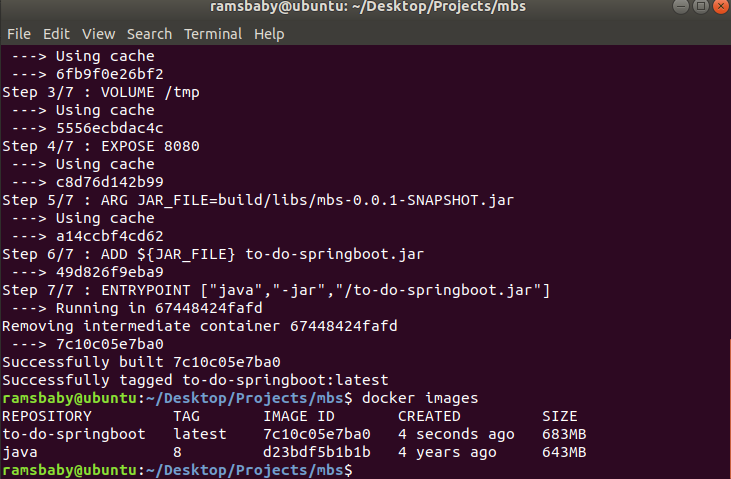 ramsbaby@ubuntu: ~/Desktop/Projects/mbs
File Edit View Search Terminal Help
 ---> Using cache
 ---> 6fb9f0e26bf2
Step 3/7 : VOLUME /tmp
 ---> Using cache
 ---> 5556ecbdac4c
Step 4/7 : EXPOSE 8080
 ---> Using cache
 ---> c8d76d142b99
Step 5/7 : ARG JAR_FILE=build/libs/mbs-0.0.1-SNAPSHOT.jar
 ---> Using cache
 ---> a14ccbf4cd62
Step 6/7 : ADD ${JAR_FILE} to-do-springboot.jar
 ---> 49d826f9eba9
Step 7/7 : ENTRYPOINT ["java","-jar","/to-do-springboot.jar"]
 ---> Running in 67448424fafd
Removing intermediate container 67448424fafd
 ---> 7c10c05e7ba0
Successfully built 7c10c05e7ba0
Successfully tagged to-do-springboot:latest
ramsbaby@ubuntu:~/Desktop/Projects/mbs$ docker images
REPOSITORY         TAG       IMAGE ID       CREATED         SIZE
to-do-springboot   latest    7c10c05e7ba0   4 seconds ago   683MB
java               8         d23bdf5b1b1b   4 years ago     643MB
ramsbaby@ubuntu:~/Desktop/Projects/mbs$